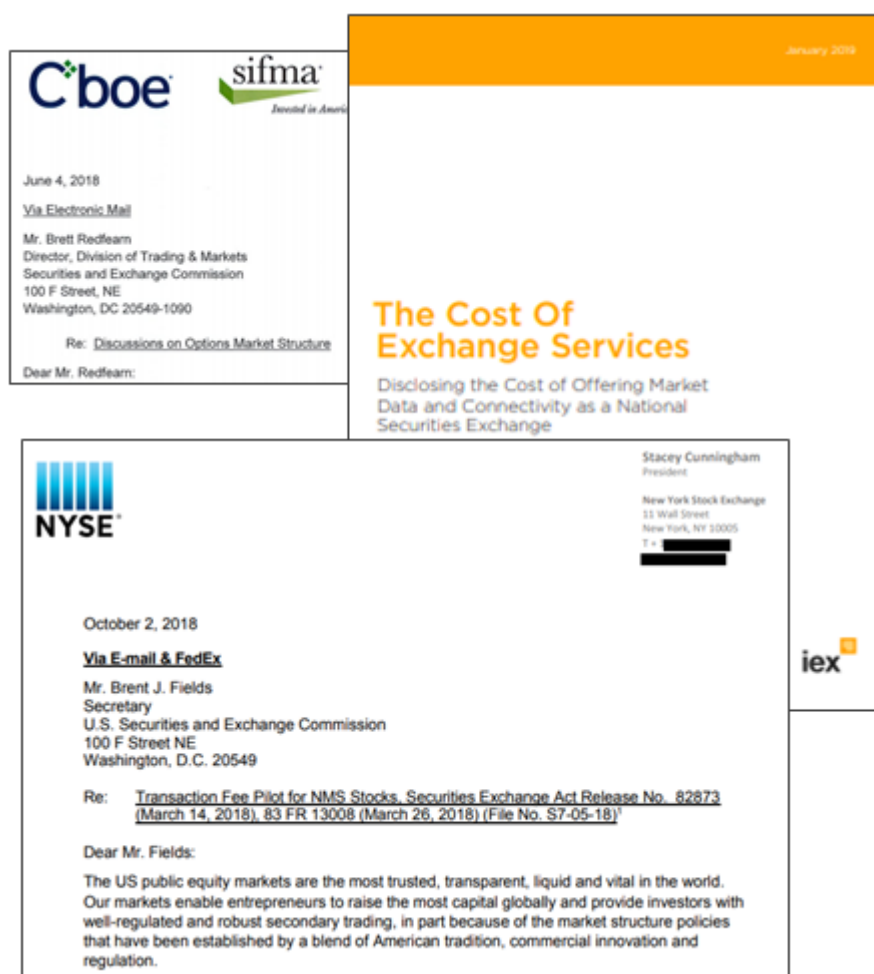 January 2019
Cboe
sifma
Invested in
June 4, 2018
Via Electronic Mail
Mr. Brett Redfearn
Director, Division of Trading & Markets
Securities and Exchange Commission
100 F Street, NE
Washington, DC 20549-1090
Re: Discussions on Options Market Structure
Dear Mr. Redfearn:
The Cost Of
Exchange Services
Disclosing the Cost of Offering Market
Data and Connectivity as a National
Securities Exchange
iex
NYSE
Stacey Cunningham
President
New York Stock Exchange
11 Wall Street
New York, NY 10005
T +
October 2, 2018
Via E-mail & FedEx
Mr. Brent J. Fields
Secretary
U.S. Securities and Exchange Commission
100 F Street NE
Washington, D.C. 20549
Re: Transaction Fee Pilot for NMS Stocks, Securities Exchange Act Release No. 82873
(March 14, 2018), 83 FR 13008 (March 26, 2018) (File No. S7-05-18)¹
Dear Mr. Fields:
The US public equity markets are the most trusted, transparent, liquid and vital in the world.
Our markets enable entrepreneurs to raise the most capital globally and provide investors with
well-regulated and robust secondary trading, in part because of the market structure policies
that have been established by a blend of American tradition, commercial innovation and
regulation.